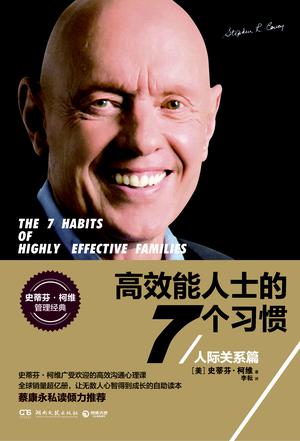 Stephen R. Covey
THE 7 HABITS
OF
HIGHLY EFFECTIVE FAMILIES
史蒂芬·柯维
管理经典
高效能人士的
7个习惯
人际关系篇
[美] 史蒂芬·柯维 著
李耘 译
史蒂芬·柯维广受欢迎的高效沟通心理课
全球销量超亿册，让无数人心智得到成长的自助读本
蔡康永私读倾力推荐
CS
湖南文艺出版社
博集天卷